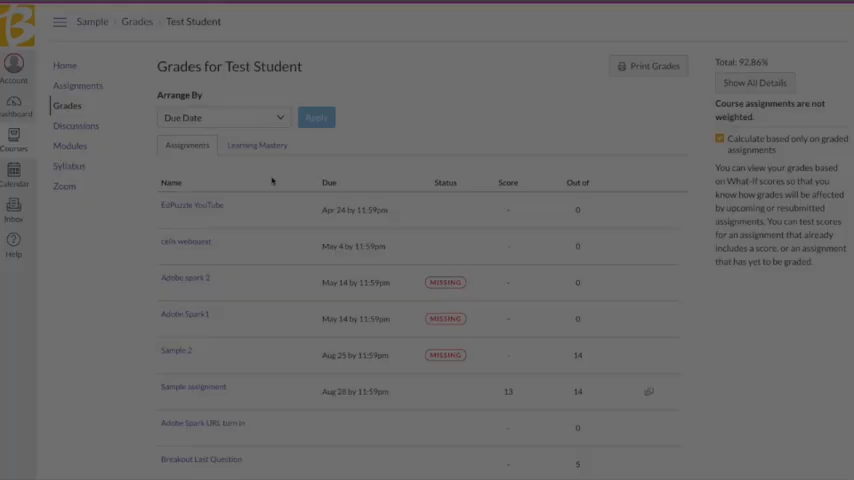 Sample > Grades > Test Student
Account
Dashboard
Courses
Calendar
Inbox
Help
Home
Assignments
Grades
Discussions
Modules
Syllabus
Zoom
Grades for Test Student
Print Grades
Arrange By
Due Date
Apply
Assignments Learning Mastery
Name Due Status Score Out of
EdPuzzle YouTube Apr 24 by 11:59pm - 0
cells webquest May 4 by 11:59pm - 0
Adobe spark 2 May 14 by 11:59pm MISSING - 0
Adobe Spark1 May 14 by 11:59pm MISSING - 0
Sample 2 Aug 25 by 11:59pm MISSING - 14
Sample assignment Aug 28 by 11:59pm 13 14
Adobe Spark URL turn in - 0
Breakout Last Question - 5
Total: 92.86%
Show All Details
Course assignments are not
weighted.
Calculate based only on graded
assignments
You can view your grades based
on What-If scores so that you
know how grades will be affected
by upcoming or resubmitted
assignments. You can test scores
for an assignment that already
includes a score, or an assignment
that has yet to be graded.